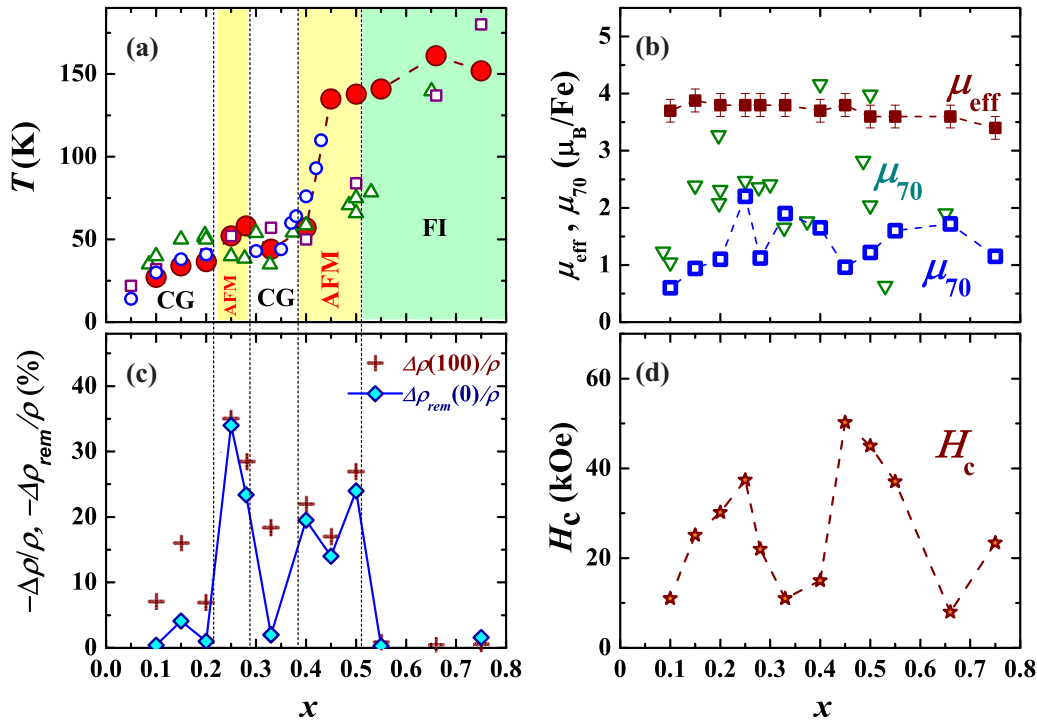 (a)
T (K)
150
100
50
0
CG
AFM
CG
AFM
FI
(b)
μeff , μ70 (μB/Fe)
5
4
3
2
1
0
μeff
μ70
μ70
(c)
−Δρ/ρ, −Δρrem/ρ (%)
40
30
20
10
0
Δρ(100)/ρ
Δρrem(0)/ρ
0.0 0.1 0.2 0.3 0.4 0.5 0.6 0.7 0.8
x
(d)
HC (kOe)
60
40
20
0
Hc
0 0.1 0.2 0.3 0.4 0.5 0.6 0.7 0.8
x